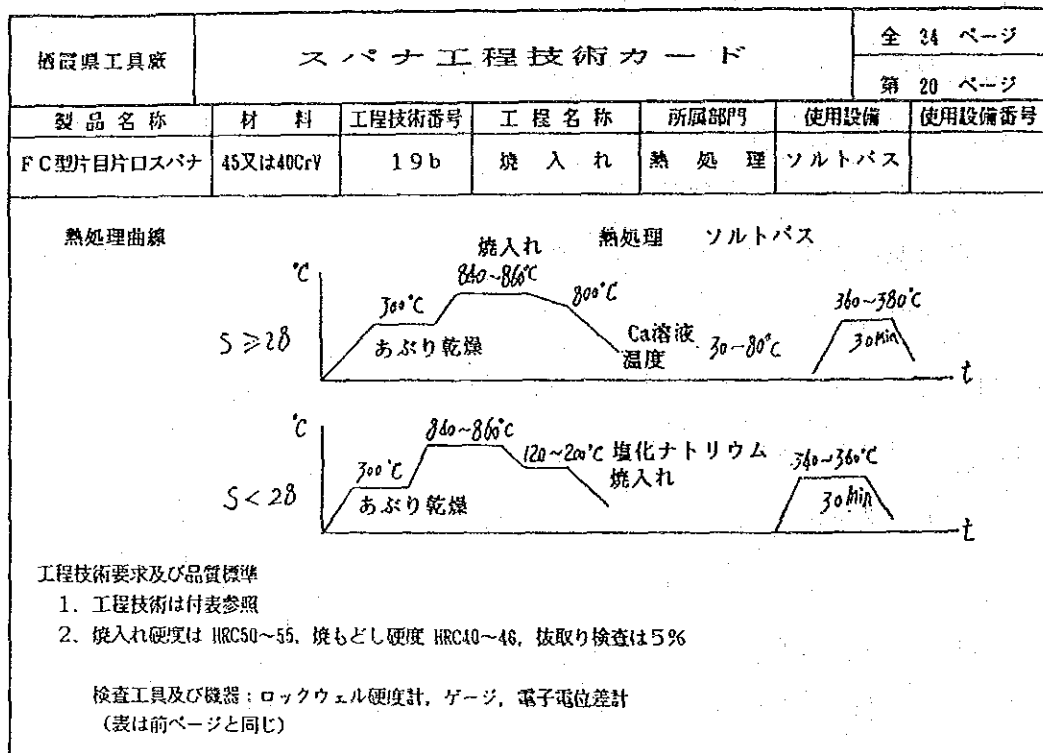 栖霞県工具廠
スパナ工程技術カード
全 34 ページ
第 20 ページ
製品名称 材料 工程技術番号 工程名称 所属部門 使用設備 使用設備番号
FC型片目片口スパナ 45又は40CrV 19b 焼入れ 熱処理 ソルトバス
熱処理曲線 焼入れ 熱処理 ソルトバス
℃ 840~860℃
300℃ 800℃ 360~380℃
S≥28 あぶり乾燥 Ca溶液温度 30-80℃ 30Min
t
℃ 840~860℃
300℃ 120~200℃ 塩化ナトリウム焼入れ 340~360℃
S<28 あぶり乾燥 30Min
t
工程技術要求及び品質標準
1. 工程技術は付表参照
2. 焼入れ硬度は HRC50~55, 焼もどし硬度 HRC40~46, 抜取り検査は5%
検査工具及び機器:ロックウェル硬度計, ゲージ, 電子電位差計
(表は前ページと同じ)